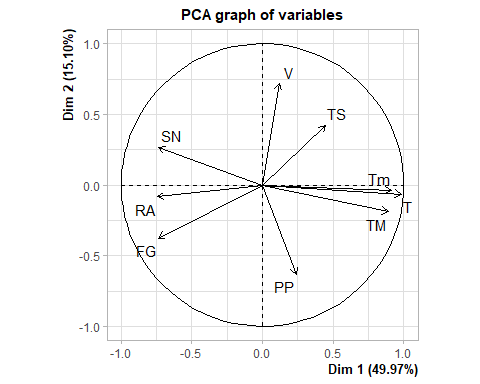 PCA graph of variables
Dim 2 (15.10%)
1.0
0.5
0.0
-0.5
-1.0
V
TS
SN
Tm
T
RA
TM
FG
PP
-1.0 -0.5 0.0 0.5 1.0
Dim 1 (49.97%)